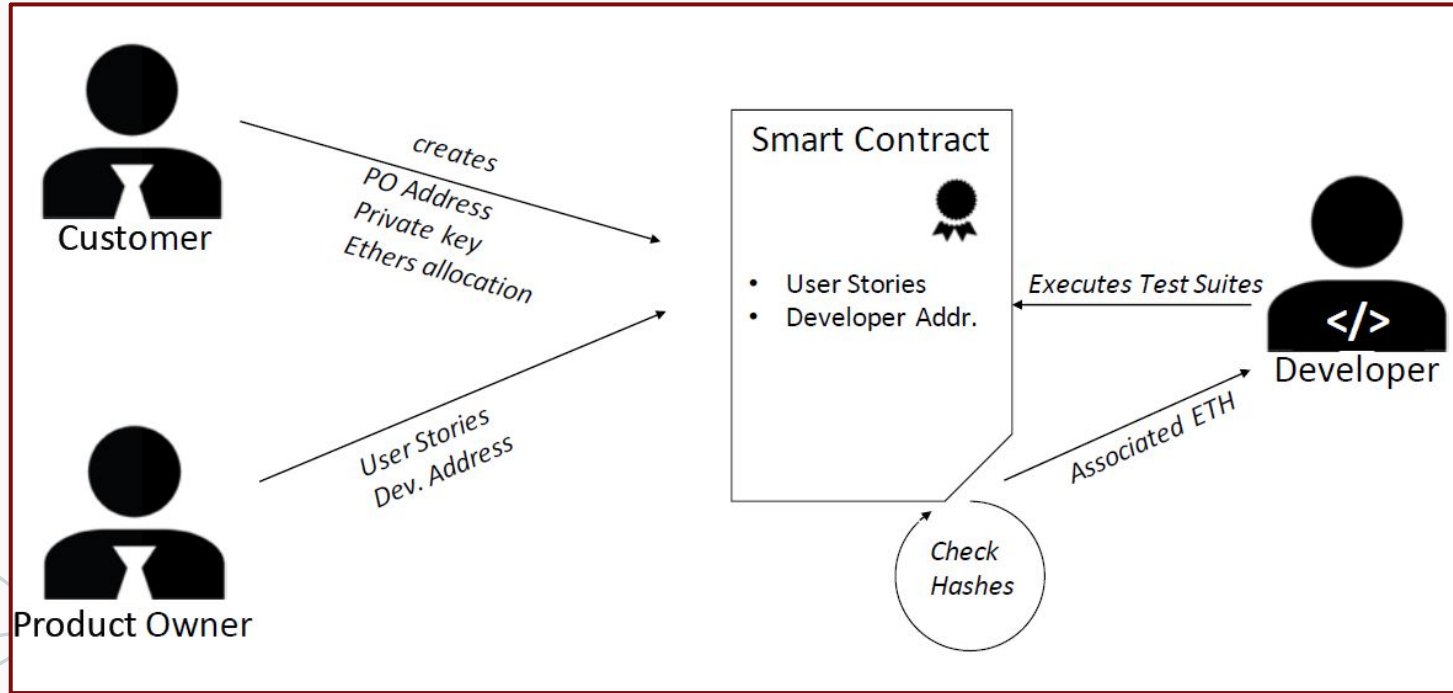 Customer
creates
PO Address
Private key
Ethers allocation
Product Owner
User Stories
Dev. Address
Smart Contract
• User Stories
• Developer Addr.
Check
Hashes
Executes Test Suites
Associated ETH
</>
Developer